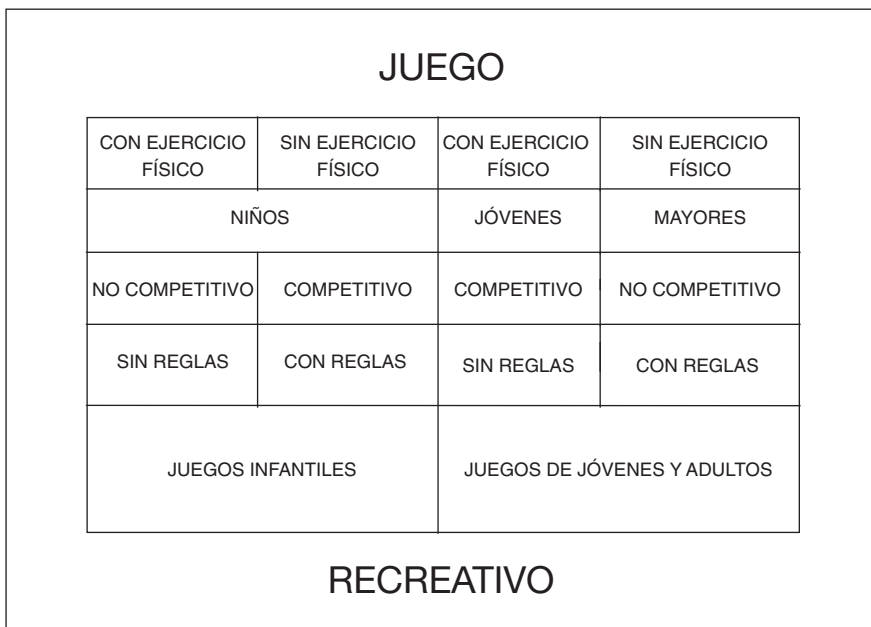 JUEGO
CON EJERCICIO FÍSICO
SIN EJERCICIO FÍSICO
CON EJERCICIO FÍSICO
SIN EJERCICIO FÍSICO
NIÑOS
JÓVENES
MAYORES
NO COMPETITIVO
COMPETITIVO
COMPETITIVO
NO COMPETITIVO
SIN REGLAS
CON REGLAS
SIN REGLAS
CON REGLAS
JUEGOS INFANTILES
JUEGOS DE JÓVENES Y ADULTOS
RECREATIVO